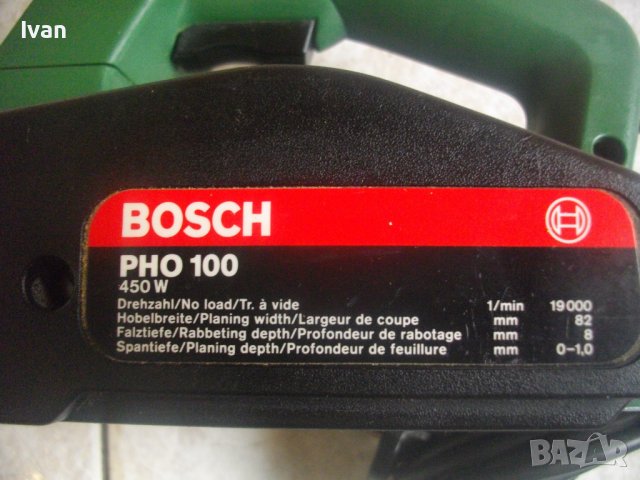 Ivan
BOSCH
PHO 100
450 W
Drehzahl/No load/Tr. à vide 1/min 19 000
Hobelbreite/Planing width/Largeur de coupe mm 82
Falztiefe/Rabbeting depth/Profondeur de rabotage mm 8
Spantiefe/Planing depth/Profondeur de feuillure mm 0–1,0
BAZAR